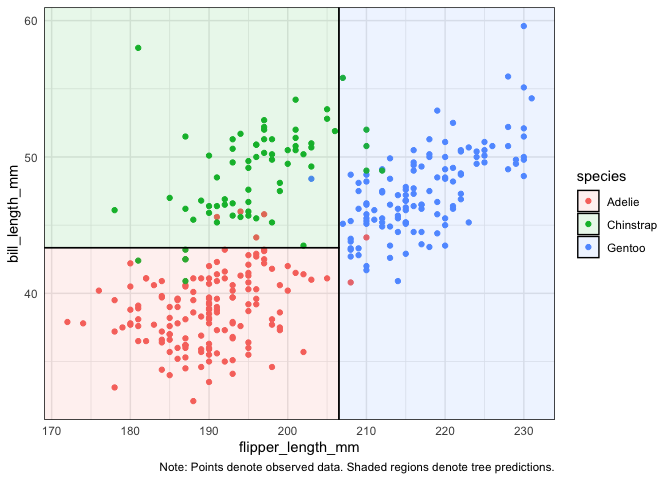 60
50
40
bill_length_mm
170
180
190
200
210
220
230
flipper_length_mm
species
Adelie
Chinstrap
Gentoo
Note: Points denote observed data. Shaded regions denote tree predictions.